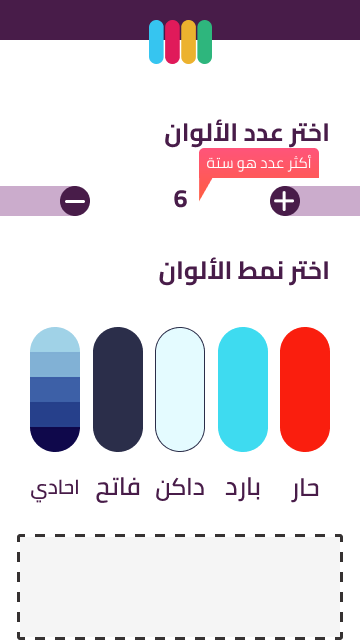 اختر عدد الألوان
أكثر عدد هو ستة
6
اختر نمط الألوان
حار
بارد
داكن
فاتح
احادي